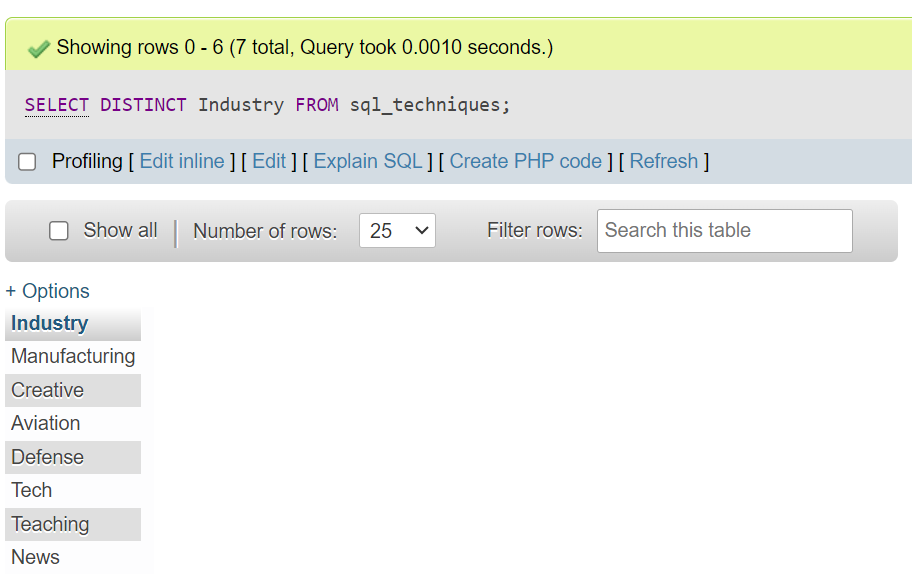 Showing rows 0 - 6 (7 total, Query took 0.0010 seconds.)
SELECT DISTINCT Industry FROM sql_techniques;
Profiling [ Edit inline ] [ Edit ] [ Explain SQL ] [ Create PHP code ] [ Refresh ]
Show all | Number of rows: 25 Filter rows: Search this table
+ Options
Industry
Manufacturing
Creative
Aviation
Defense
Tech
Teaching
News